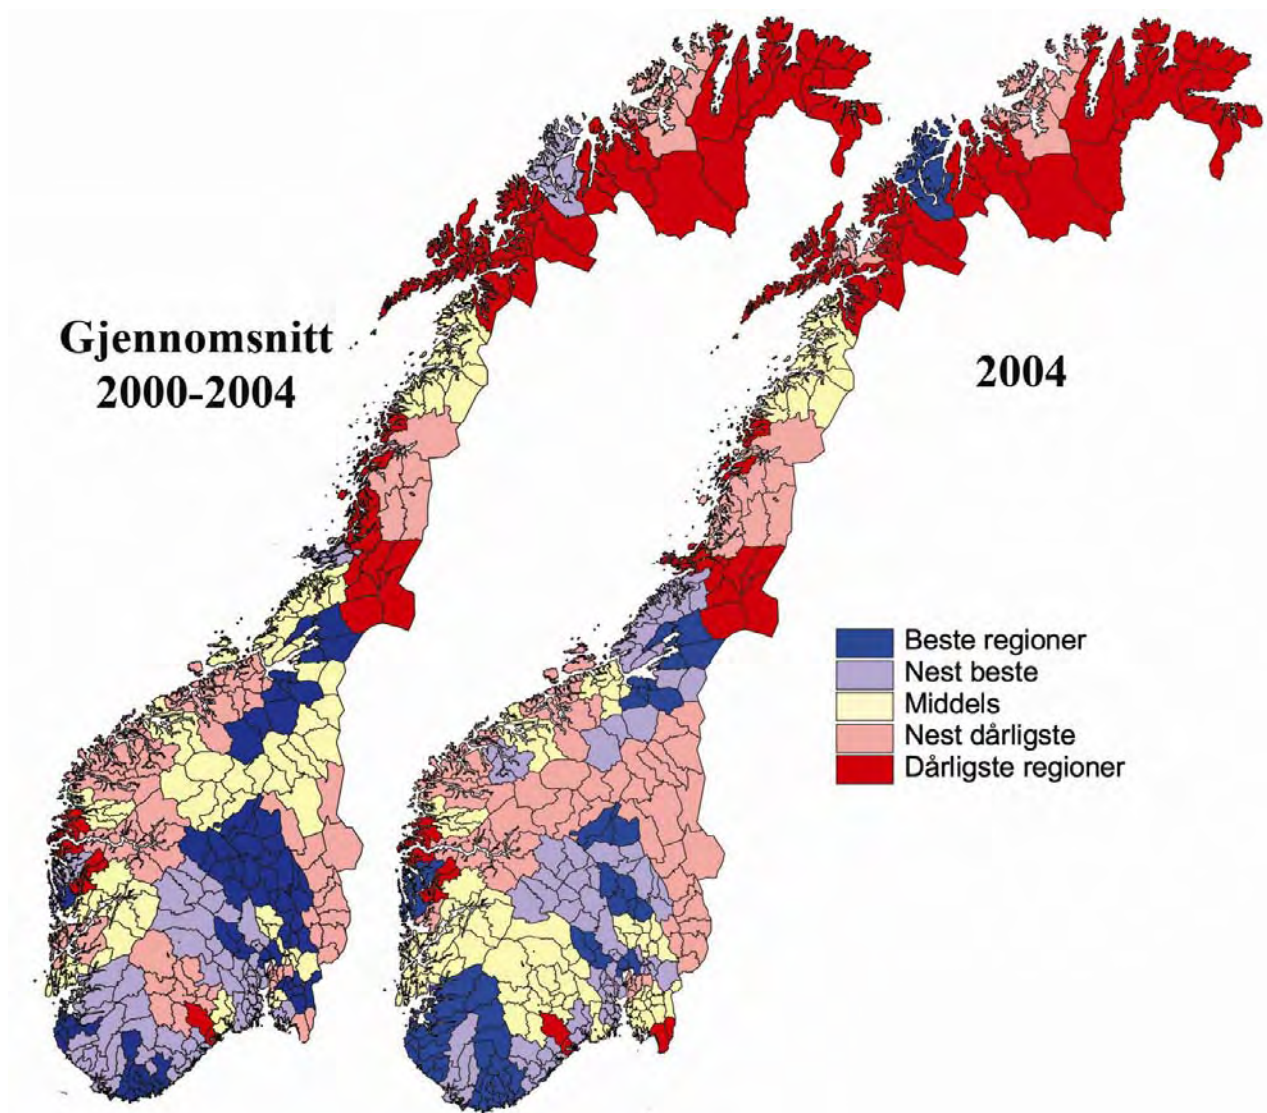 Gjennomsnitt
2000-2004
2004
Beste regioner
Nest beste
Middels
Nest dårligste
Dårligste regioner